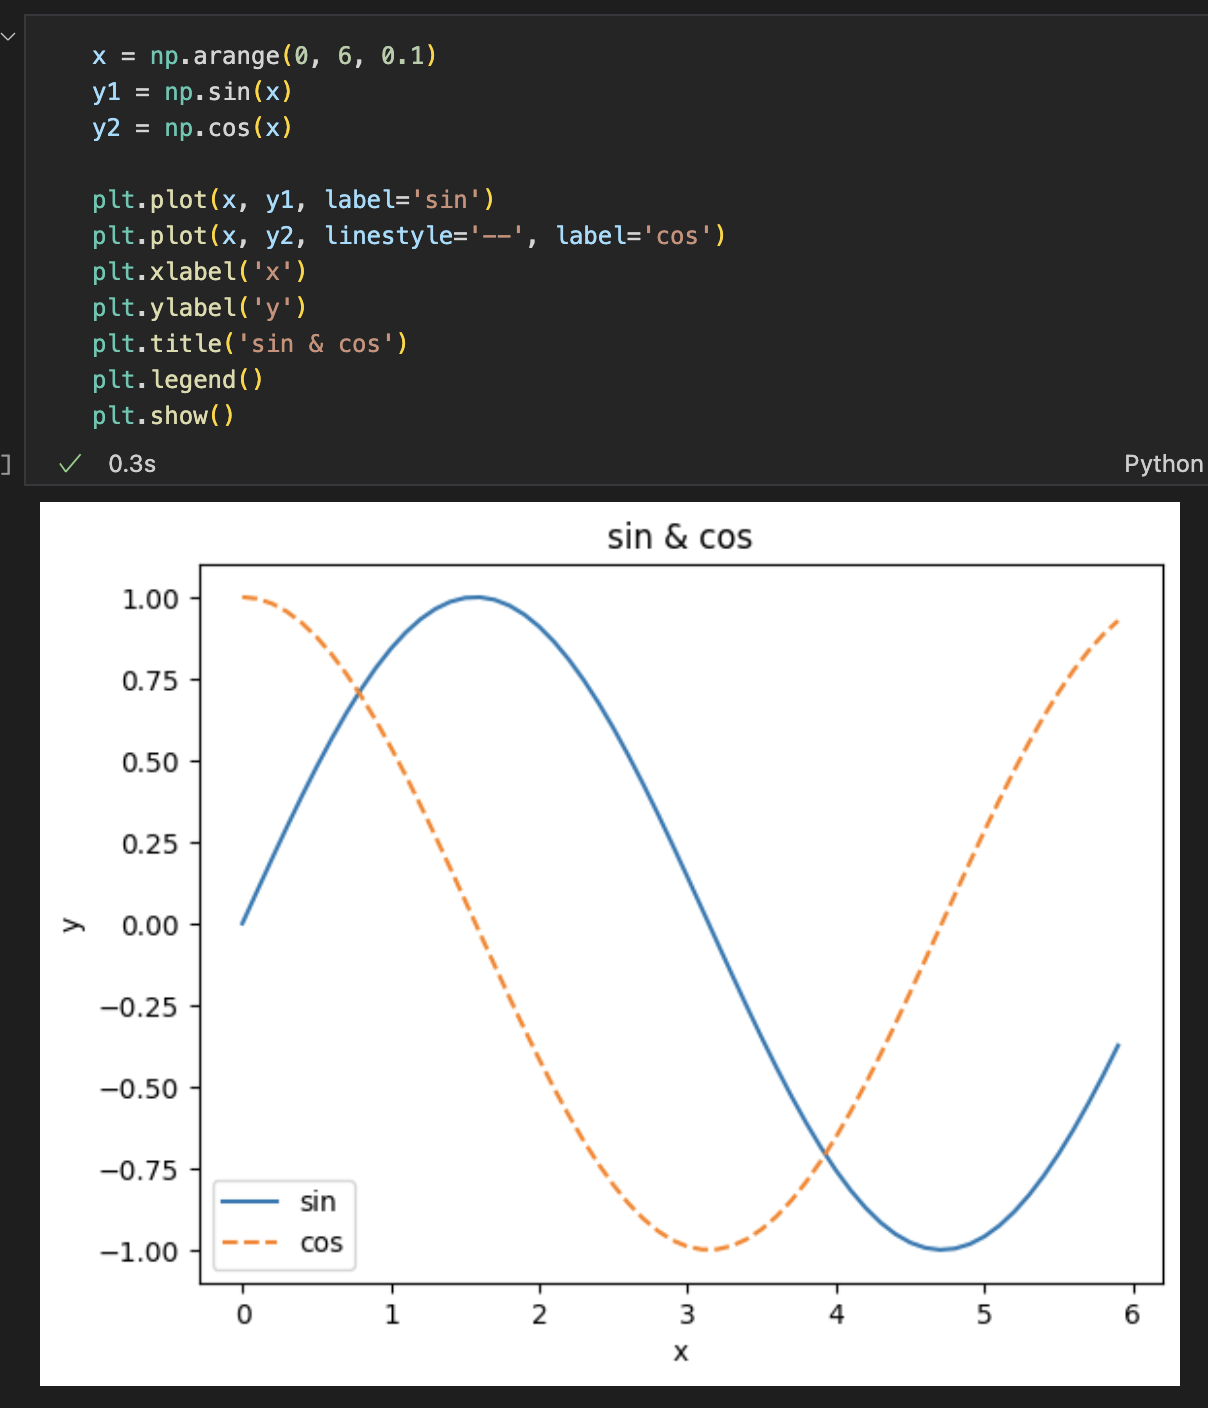 x = np.arange(0, 6, 0.1)
y1 = np.sin(x)
y2 = np.cos(x)
plt.plot(x, y1, label='sin')
plt.plot(x, y2, linestyle='--', label='cos')
plt.xlabel('x')
plt.ylabel('y')
plt.title('sin & cos')
plt.legend()
plt.show()
] ✓ 0.3s Python
sin & cos
1.00
0.75
0.50
0.25
0.00
y
−0.25
−0.50
−0.75
−1.00
sin
cos
0 1 2 3 4 5 6
x